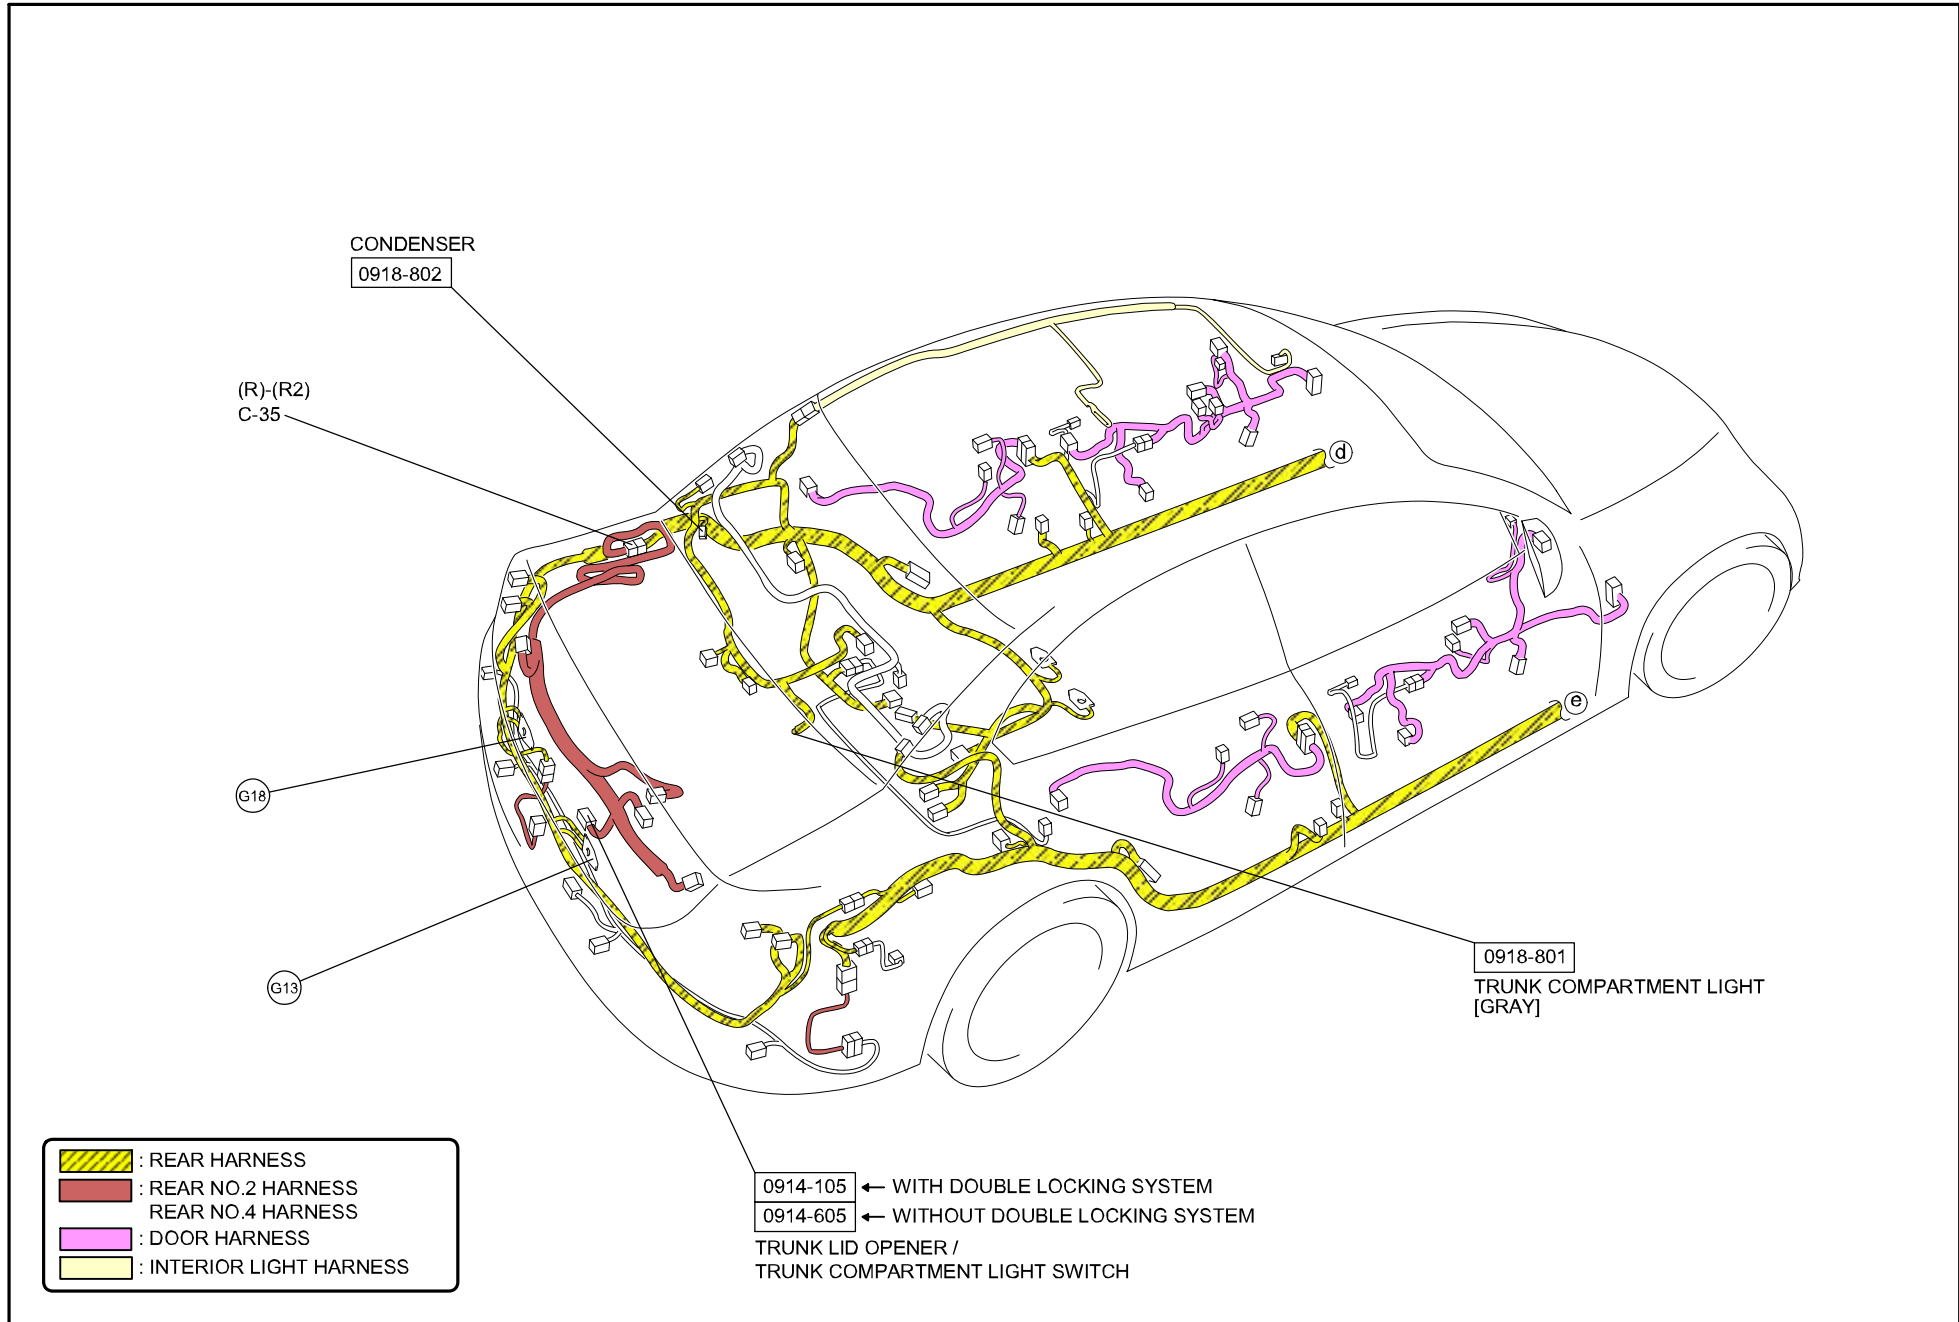 CONDENSER
0918-802
(R)-(R2)
C-35
d
e
G18
G13
0918-801
TRUNK COMPARTMENT LIGHT
[GRAY]
: REAR HARNESS
: REAR NO.2 HARNESS
REAR NO.4 HARNESS
: DOOR HARNESS
: INTERIOR LIGHT HARNESS
0914-105 ← WITH DOUBLE LOCKING SYSTEM
0914-605 ← WITHOUT DOUBLE LOCKING SYSTEM
TRUNK LID OPENER /
TRUNK COMPARTMENT LIGHT SWITCH